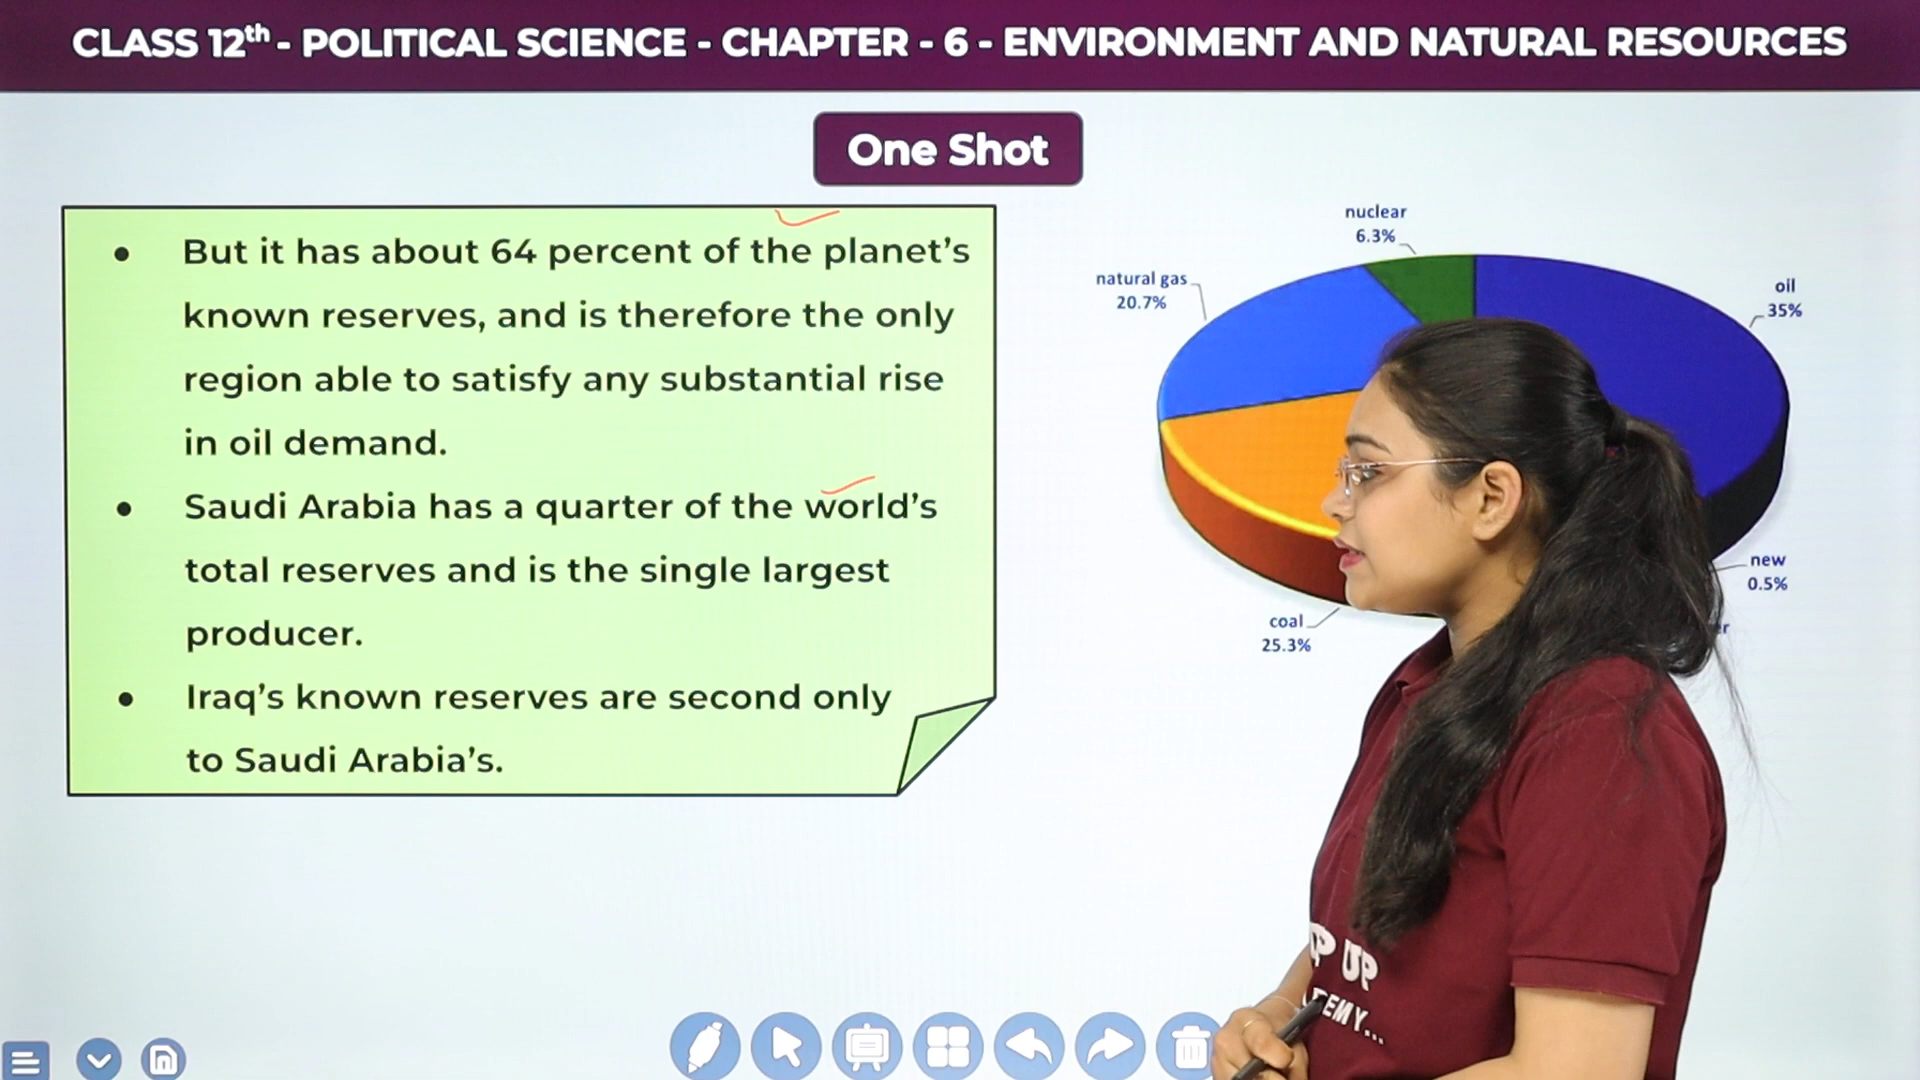 CLASS 12th - POLITICAL SCIENCE - CHAPTER - 6 - ENVIRONMENT AND NATURAL RESOURCES
One Shot
• But it has about 64 percent of the planet's
known reserves, and is therefore the only
region able to satisfy any substantial rise
in oil demand.
• Saudi Arabia has a quarter of the world's
total reserves and is the single largest
producer.
• Iraq's known reserves are second only
to Saudi Arabia's.
nuclear
6.3%
natural gas
20.7%
oil
35%
new
0.5%
coal
25.3%
UP